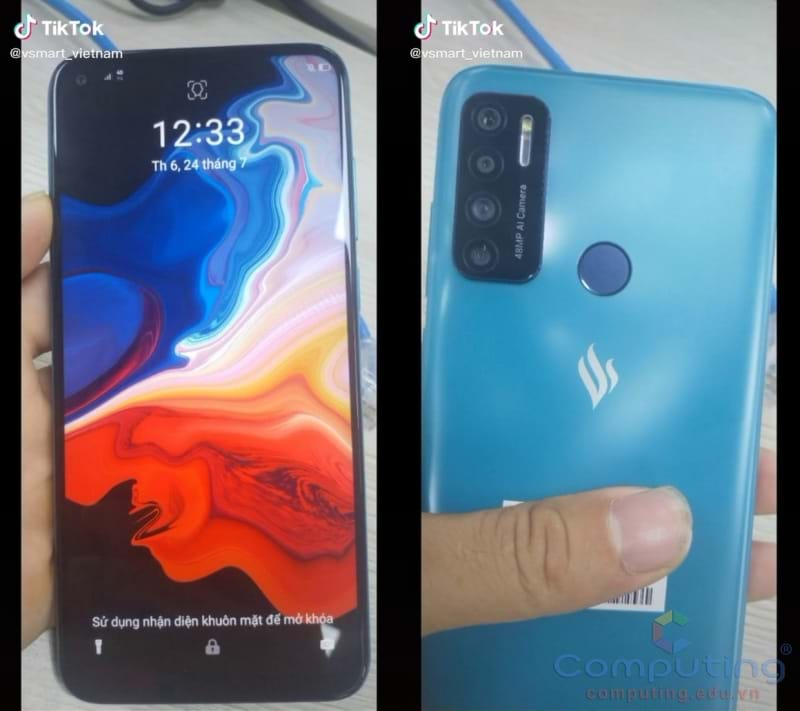 TikTok
@vsmart_vietnam
4G
12:33
Th 6, 24 tháng 7
Sử dụng nhận diện khuôn mặt để mở khóa
TikTok
@vsmart_vietnam
48MP AI Camera
Computing
computing.edu.vn